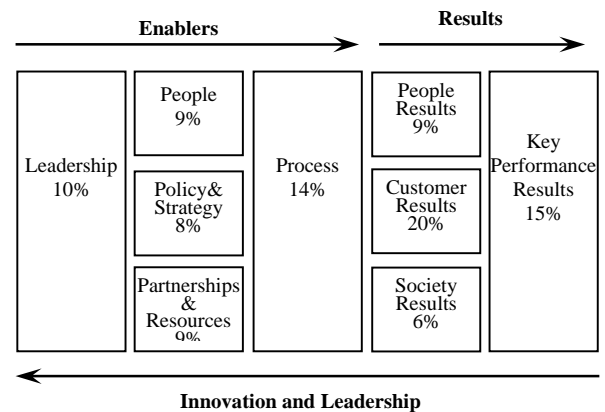 Enablers
Results
Leadership
10%
People
9%
Policy&
Strategy
8%
Partnerships
&
Resources
9%
Process
14%
People
Results
9%
Customer
Results
20%
Society
Results
6%
Key
Performance
Results
15%
Innovation and Leadership